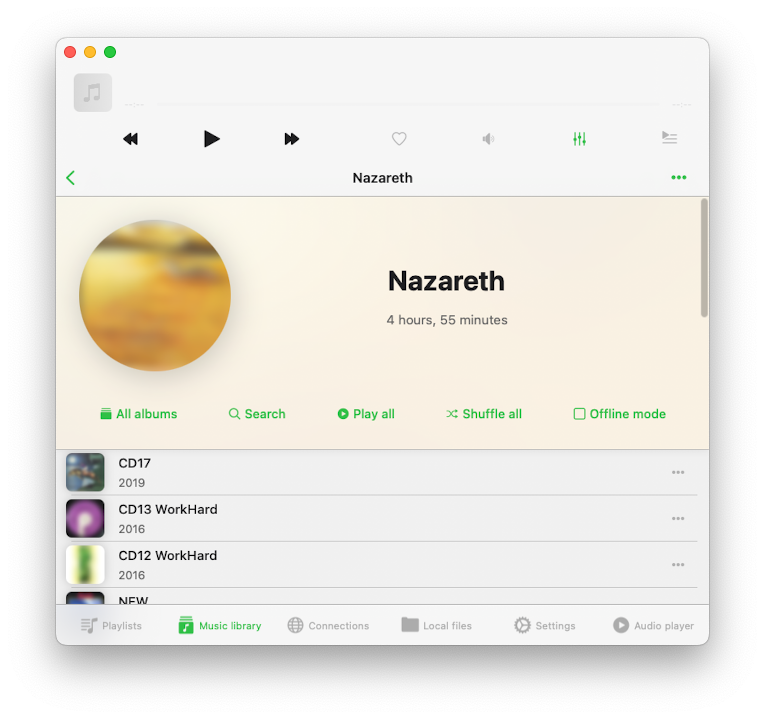 --:--
--:--
Nazareth
Nazareth
4 hours, 55 minutes
All albums
Search
Play all
Shuffle all
Offline mode
CD17
2019
CD13 WorkHard
2016
CD12 WorkHard
2016
NEW
Playlists
Music library
Connections
Local files
Settings
Audio player